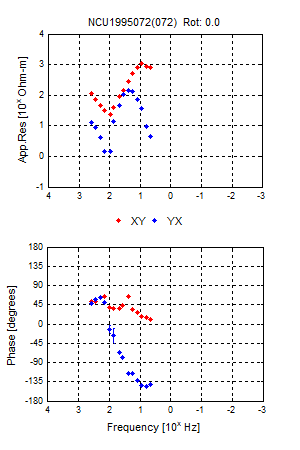 NCU1995072(072) Rot: 0.0
App.Res [10ˣ Ohm-m]
4
3
2
1
0
-1
4 3 2 1 0 -1 -2 -3
XY YX
Phase [degrees]
180
135
90
45
0
-45
-90
-135
-180
4 3 2 1 0 -1 -2 -3
Frequency [10ˣ Hz]